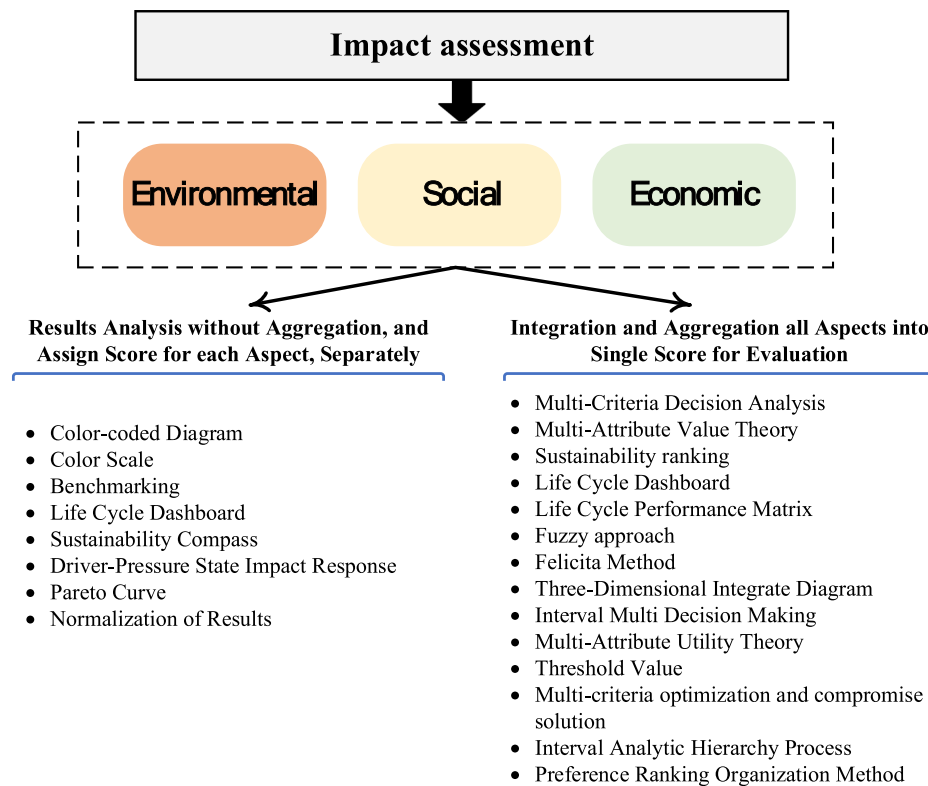 Impact assessment
Environmental
Social
Economic
Results Analysis without Aggregation, and
Assign Score for each Aspect, Separately
• Color-coded Diagram
• Color Scale
• Benchmarking
• Life Cycle Dashboard
• Sustainability Compass
• Driver-Pressure State Impact Response
• Pareto Curve
• Normalization of Results
Integration and Aggregation all Aspects into
Single Score for Evaluation
• Multi-Criteria Decision Analysis
• Multi-Attribute Value Theory
• Sustainability ranking
• Life Cycle Dashboard
• Life Cycle Performance Matrix
• Fuzzy approach
• Felicita Method
• Three-Dimensional Integrate Diagram
• Interval Multi Decision Making
• Multi-Attribute Utility Theory
• Threshold Value
• Multi-criteria optimization and compromise
solution
• Interval Analytic Hierarchy Process
• Preference Ranking Organization Method